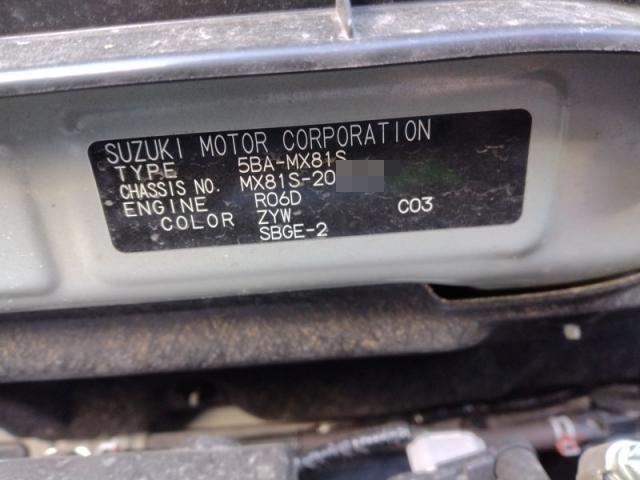 SUZUKI MOTOR CORPORATION
TYPE 5BA-MX81S
CHASSIS NO. MX81S-20
ENGINE R06D
COLOR ZYW C03
SBGE-2